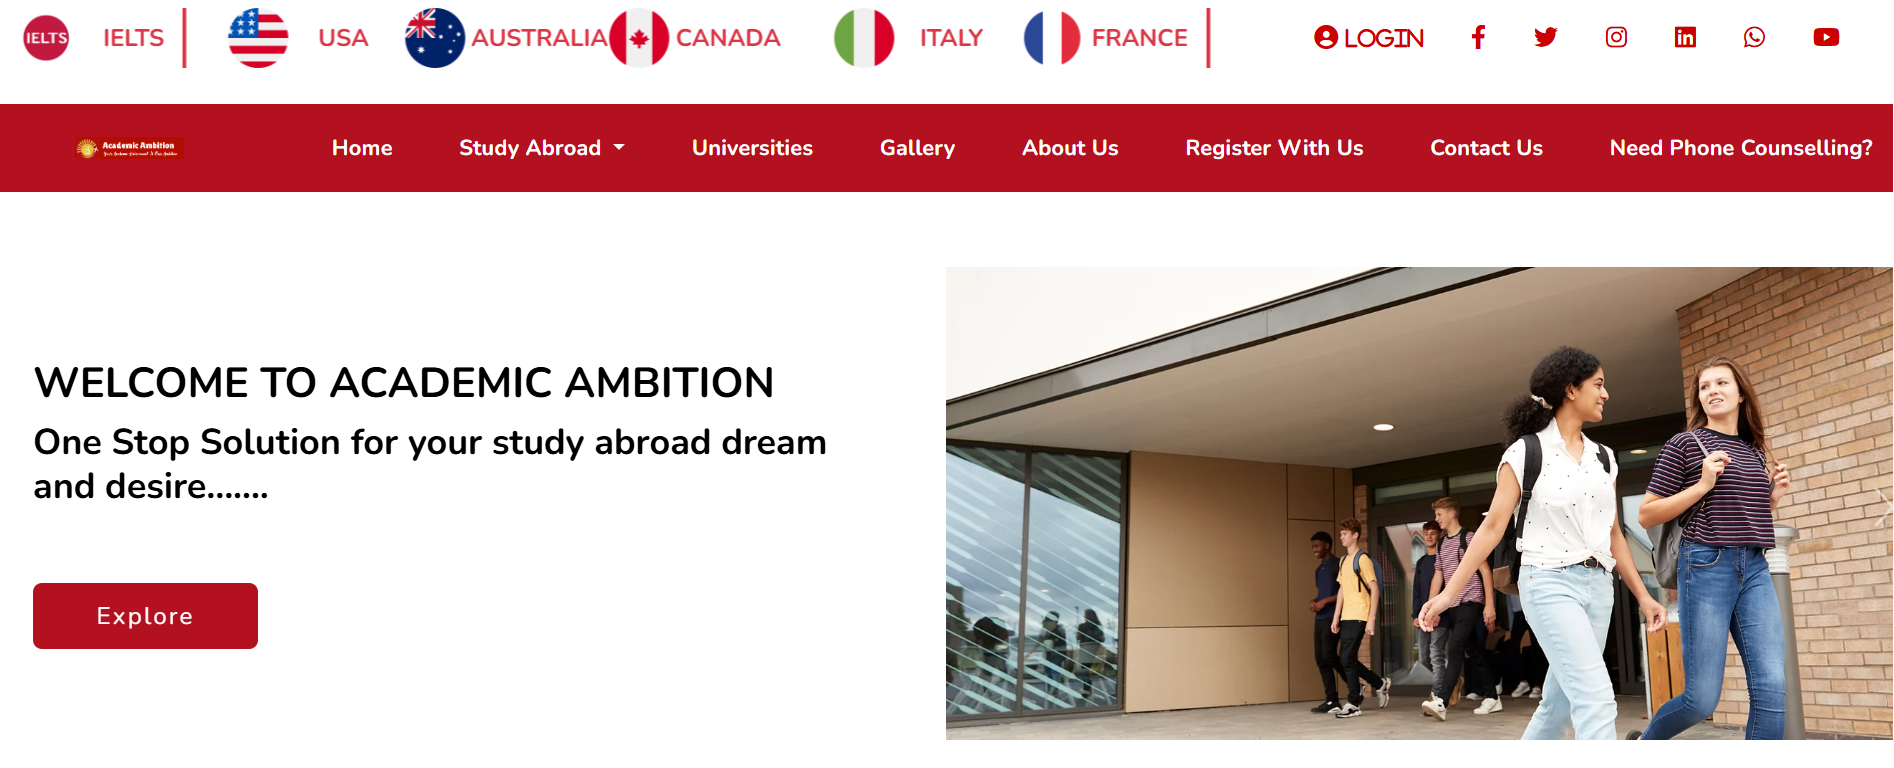 IELTS IELTS USA AUSTRALIA CANADA ITALY FRANCE LOGIN
Academic Ambition
Home Study Abroad Universities Gallery About Us Register With Us Contact Us Need Phone Counselling?
WELCOME TO ACADEMIC AMBITION
One Stop Solution for your study abroad dream
and desire.......
Explore